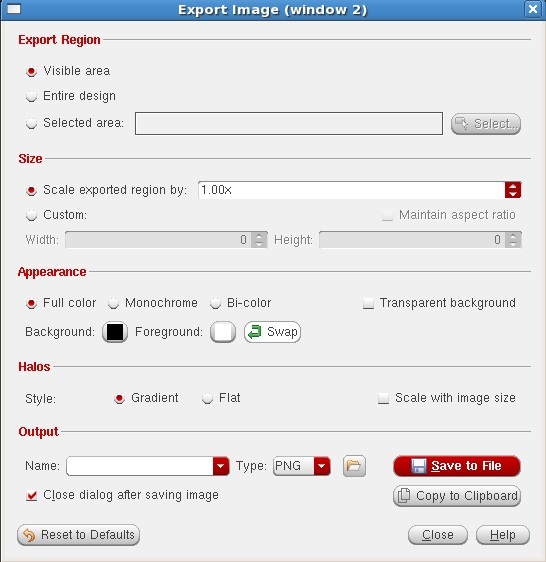 Export Image (window 2)
Export Region
Visible area
Entire design
Selected area: Select...
Size
Scale exported region by: 1.00x
Custom: Maintain aspect ratio
Width: 0 Height: 0
Appearance
Full color Monochrome Bi-color Transparent background
Background: Foreground: Swap
Halos
Style: Gradient Flat Scale with image size
Output
Name: Type: PNG Save to File
Close dialog after saving image Copy to Clipboard
Reset to Defaults Close Help